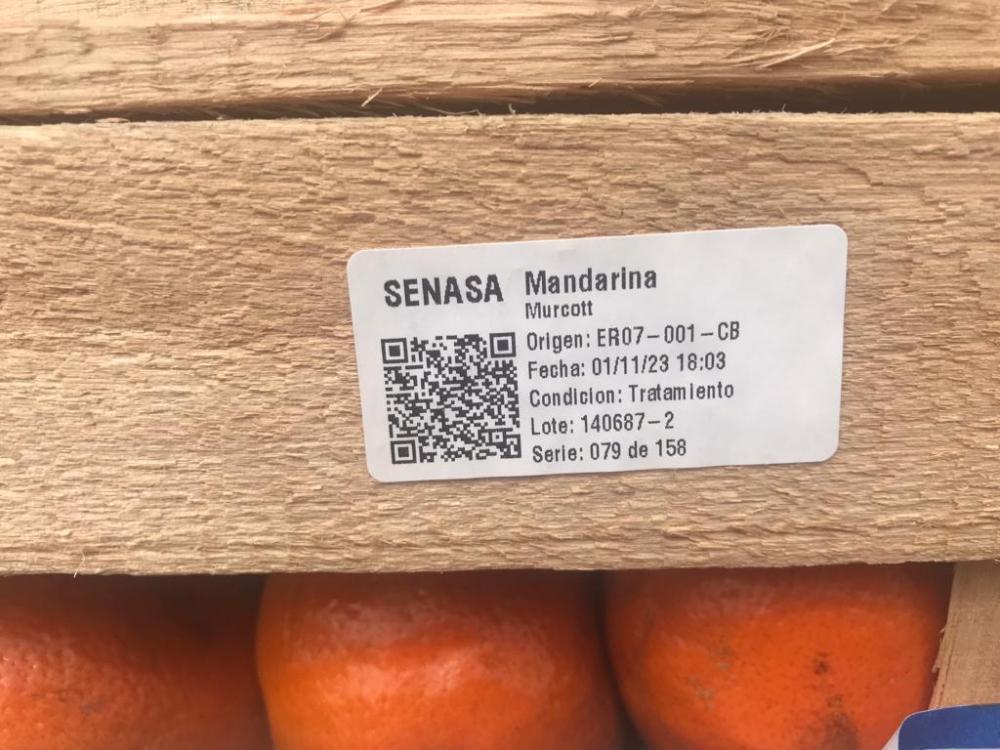 SENASA
Mandarina
Murcott
Origen: ER07-001-CB
Fecha: 01/11/23 18:03
Condicion: Tratamiento
Lote: 140687-2
Serie: 079 de 158